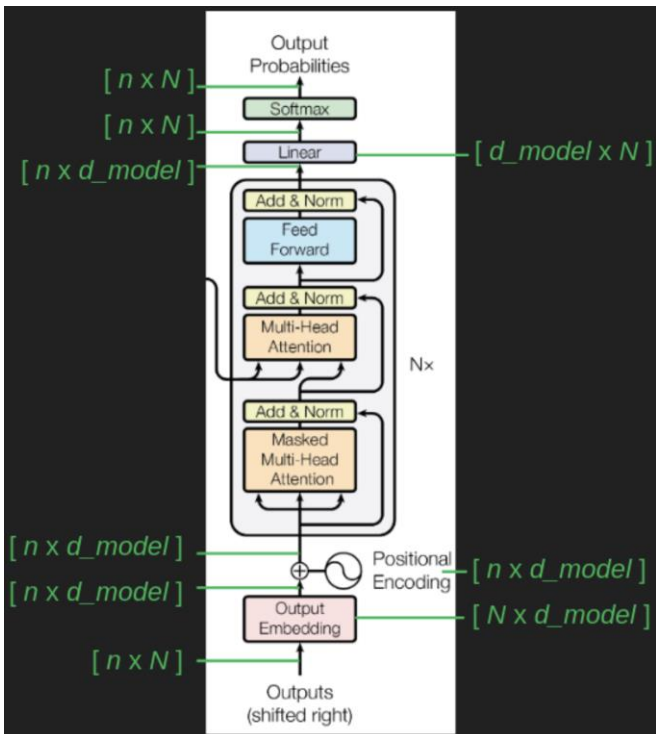 Output
Probabilities
[ n x N ]
Softmax
[ n x N ]
Linear
[ d_model x N ]
[ n x d_model ]
Add & Norm
Feed
Forward
Add & Norm
Multi-Head
Attention
N×
Add & Norm
Masked
Multi-Head
Attention
[ n x d_model ]
Positional
Encoding
[ n x d_model ]
[ n x d_model ]
Output
Embedding
[ N x d_model ]
[ n x N ]
Outputs
(shifted right)